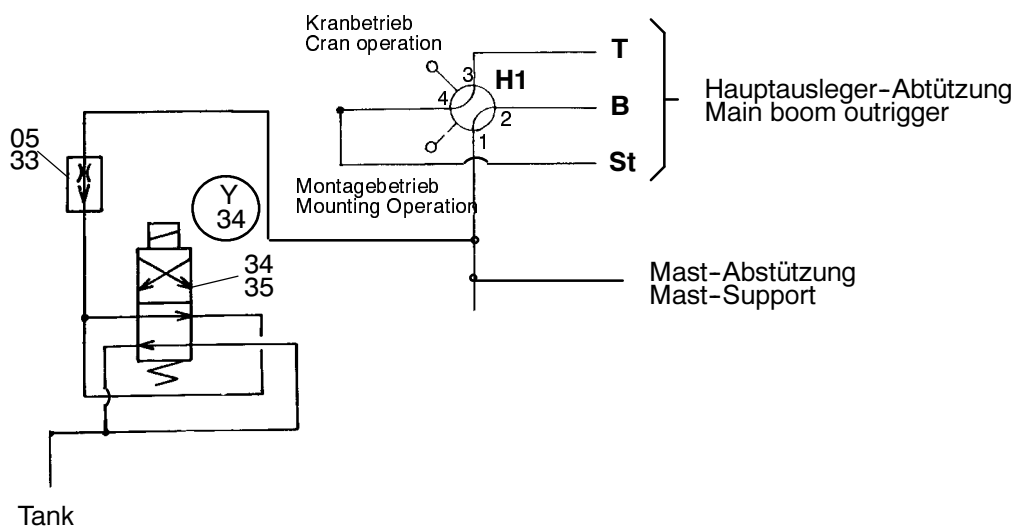 Kranbetrieb
Cran operation
T
H1
3
4
2
1
B
St
Hauptausleger-Abtützung
Main boom outrigger
05
33
Y
34
Montagebetrieb
Mounting Operation
34
35
Mast-Abstützung
Mast-Support
Tank